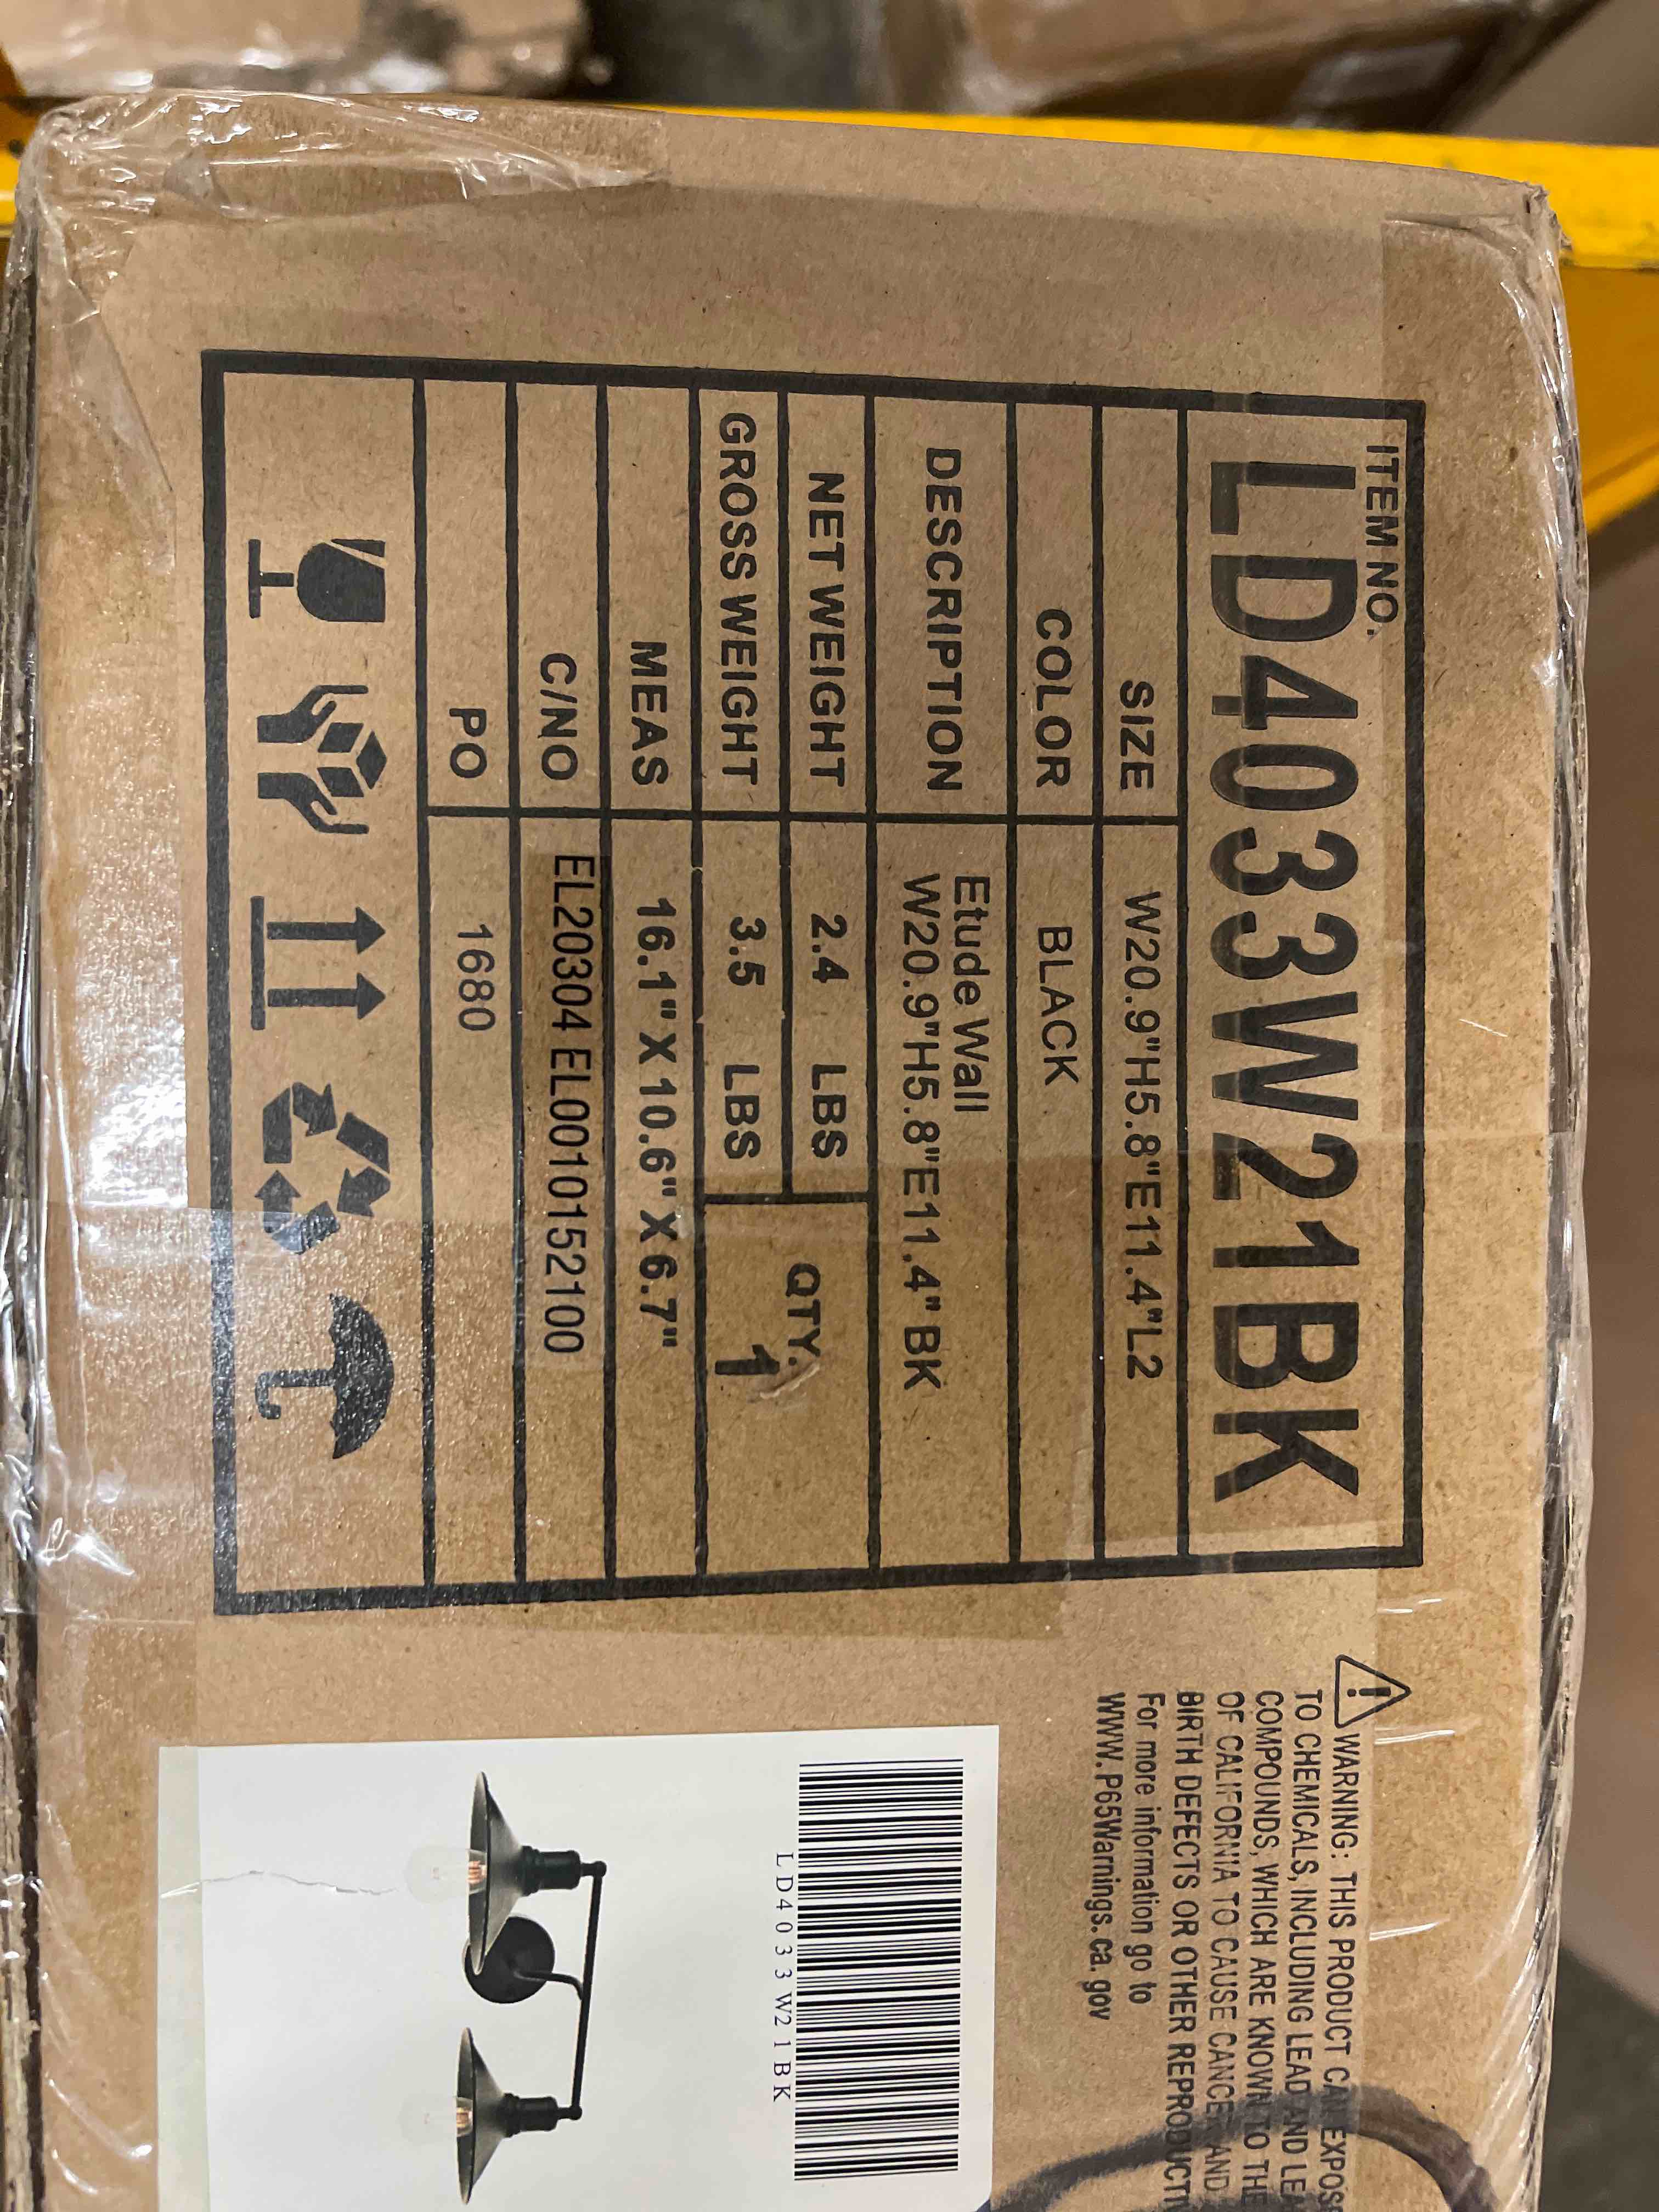 ITEM NO.
LD4033W21BK
SIZE W20.9"H5.8"E11.4"L2
COLOR BLACK
DESCRIPTION Etude Wall
W20.9"H5.8"E11.4" BK
NET WEIGHT 2.4 LBS
GROSS WEIGHT 3.5 LBS
QTY.
1
MEAS 16.1" X 10.6" X 6.7"
C/NO EL20304 EL0010152100
PO 1680
WARNING: THIS PRODUCT CAN EXPOS
TO CHEMICALS, INCLUDING LEAD AND LEA
COMPOUNDS, WHICH ARE KNOWN TO THE
OF CALIFORNIA TO CAUSE CANCER AND
BIRTH DEFECTS OR OTHER REPRODUCTI
For more information go to
WWW.P65Warnings.ca.gov
LD4033W21BK